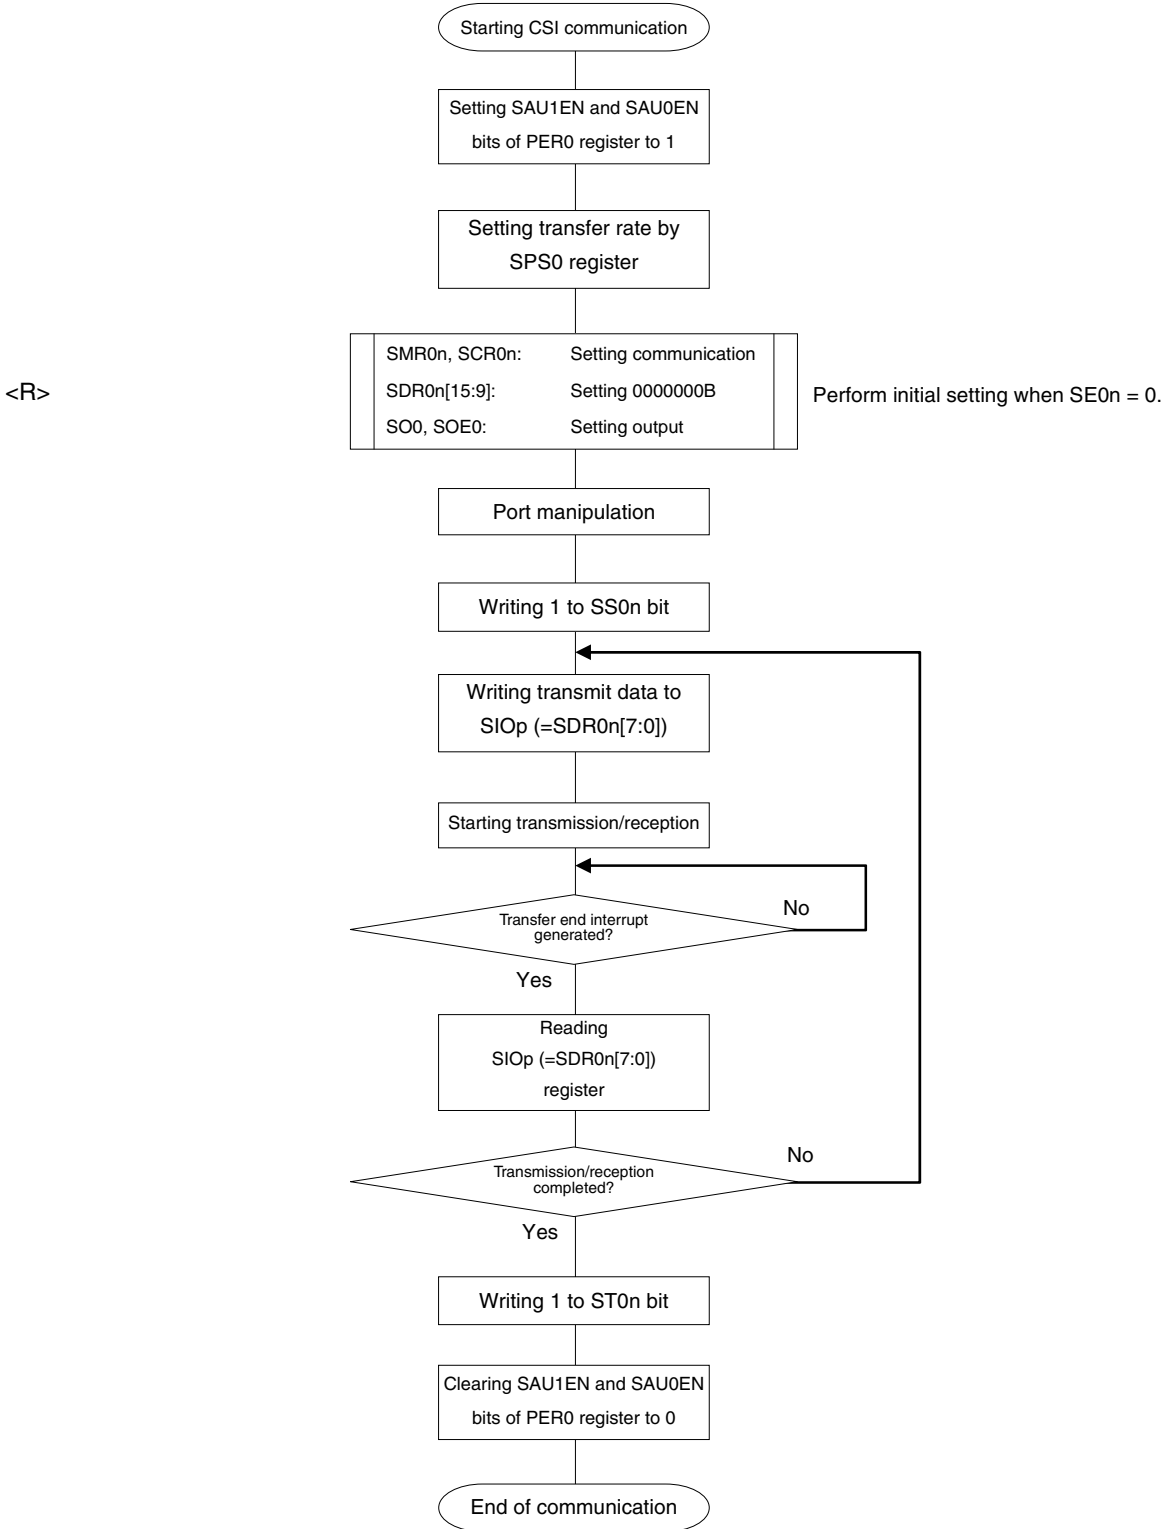 Starting CSI communication
Setting SAU1EN and SAU0EN
bits of PER0 register to 1
Setting transfer rate by
SPS0 register
<R>
SMR0n, SCR0n: Setting communication
SDR0n[15:9]: Setting 0000000B
SO0, SOE0: Setting output
Perform initial setting when SE0n = 0.
Port manipulation
Writing 1 to SS0n bit
Writing transmit data to
SIOp (=SDR0n[7:0])
Starting transmission/reception
Transfer end interrupt
generated?
No
Yes
Reading
SIOp (=SDR0n[7:0])
register
Transmission/reception
completed?
No
Yes
Writing 1 to ST0n bit
Clearing SAU1EN and SAU0EN
bits of PER0 register to 0
End of communication